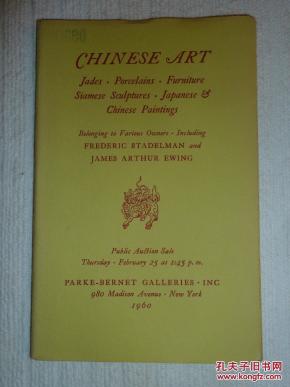 CHINESE ART
Jades · Porcelains · Furniture
Siamese Sculptures · Japanese &
Chinese Paintings
Belonging to Various Owners · Including
FREDERIC STADELMAN and
JAMES ARTHUR EWING
Public Auction Sale
Thursday · February 25 at 1:45 p. m.
PARKE-BERNET GALLERIES · INC
980 Madison Avenue · New York
1960
孔夫子旧书网